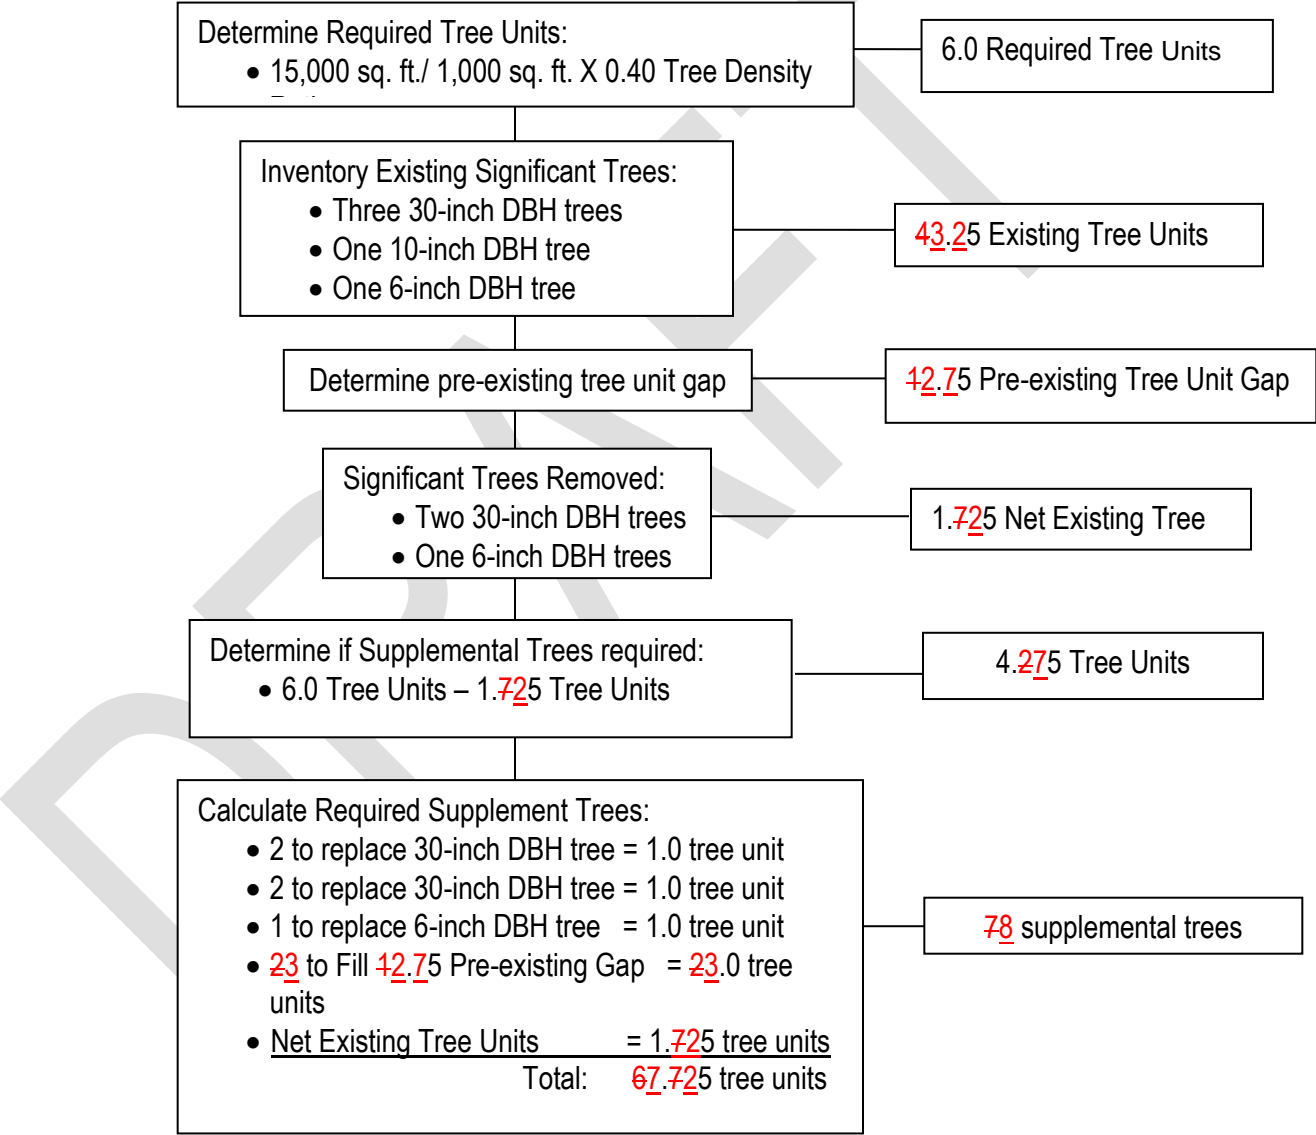 Determine Required Tree Units:
• 15,000 sq. ft./ 1,000 sq. ft. X 0.40 Tree Density
6.0 Required Tree Units
Inventory Existing Significant Trees:
• Three 30-inch DBH trees
• One 10-inch DBH tree
• One 6-inch DBH tree
43.25 Existing Tree Units
Determine pre-existing tree unit gap
12.75 Pre-existing Tree Unit Gap
Significant Trees Removed:
• Two 30-inch DBH trees
• One 6-inch DBH trees
1.725 Net Existing Tree
Determine if Supplemental Trees required:
• 6.0 Tree Units – 1.725 Tree Units
4.275 Tree Units
Calculate Required Supplement Trees:
• 2 to replace 30-inch DBH tree = 1.0 tree unit
• 2 to replace 30-inch DBH tree = 1.0 tree unit
• 1 to replace 6-inch DBH tree = 1.0 tree unit
• 23 to Fill 12.75 Pre-existing Gap = 23.0 tree
units
• Net Existing Tree Units = 1.725 tree units
Total: 67.725 tree units
78 supplemental trees
DRAFT